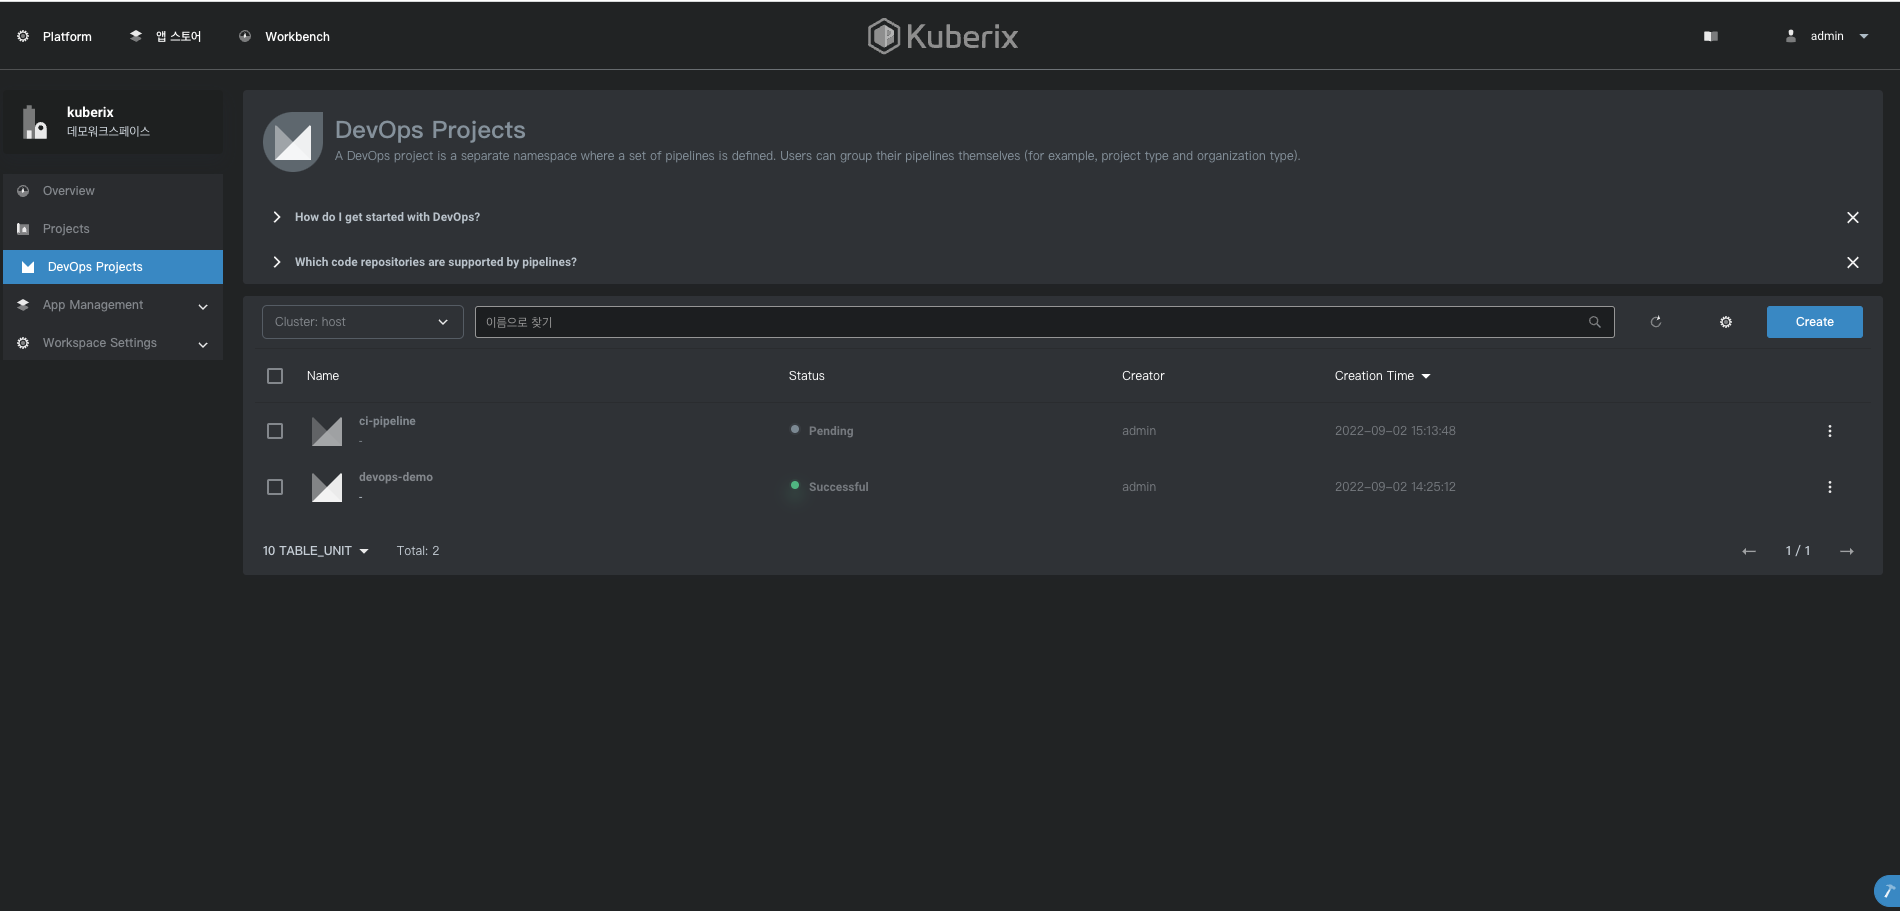 Platform
앱 스토어
Workbench
Kuberix
admin
kuberix
데모워크스페이스
Overview
Projects
DevOps Projects
App Management
Workspace Settings
DevOps Projects
A DevOps project is a separate namespace where a set of pipelines is defined. Users can group their pipelines themselves (for example, project type and organization type).
How do I get started with DevOps?
Which code repositories are supported by pipelines?
Cluster: host
이름으로 찾기
Create
Name Status Creator Creation Time
ci-pipeline
-
Pending admin 2022-09-02 15:13:48
devops-demo
-
Successful admin 2022-09-02 14:25:12
10 TABLE_UNIT Total: 2 1 / 1